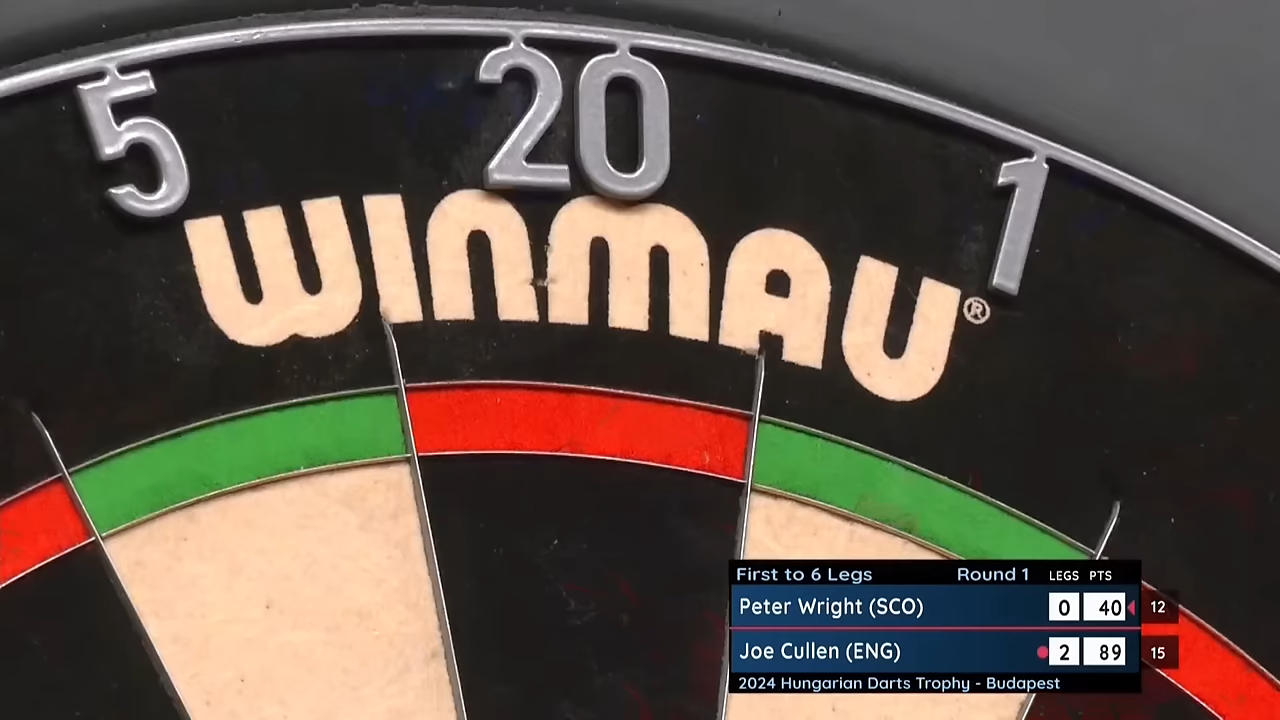 5 20 1
WINMAU®
First to 6 Legs Round 1 LEGS PTS
Peter Wright (SCO) 0 40 12
Joe Cullen (ENG) 2 89 15
2024 Hungarian Darts Trophy - Budapest